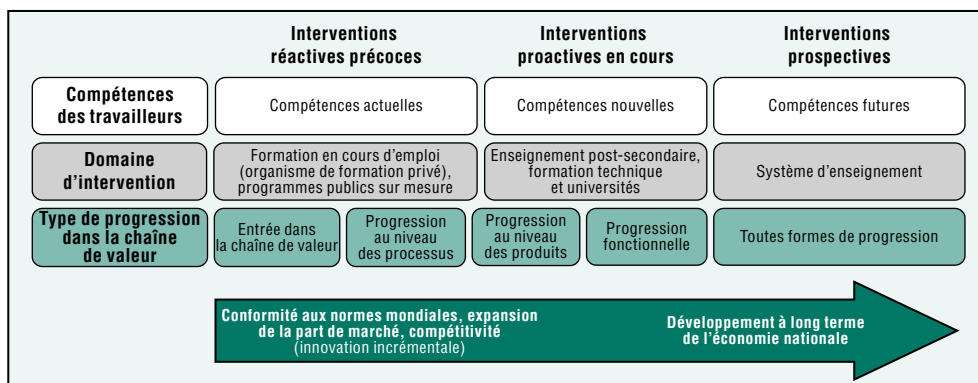 Interventions
réactives précoces
Interventions
proactives en cours
Interventions
prospectives
Compétences
des travailleurs
Compétences actuelles
Compétences nouvelles
Compétences futures
Domaine
d'intervention
Formation en cours d'emploi
(organisme de formation privé),
programmes publics sur mesure
Enseignement post-secondaire,
formation technique
et universités
Système d'enseignement
Type de progression
dans la chaîne
de valeur
Entrée dans
la chaîne de valeur
Progression
au niveau
des processus
Progression
au niveau
des produits
Progression
fonctionnelle
Toutes formes de progression
Conformité aux normes mondiales, expansion
de la part de marché, compétitivité
(innovation incrémentale)
Développement à long terme
de l'économie nationale